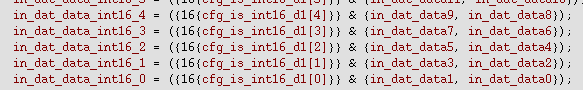 in_dat_data_int16_4 = ({16{cfg_is_int16_d1[4]}} & {in_dat_data9, in_dat_data8});
in_dat_data_int16_3 = ({16{cfg_is_int16_d1[3]}} & {in_dat_data7, in_dat_data6});
in_dat_data_int16_2 = ({16{cfg_is_int16_d1[2]}} & {in_dat_data5, in_dat_data4});
in_dat_data_int16_1 = ({16{cfg_is_int16_d1[1]}} & {in_dat_data3, in_dat_data2});
in_dat_data_int16_0 = ({16{cfg_is_int16_d1[0]}} & {in_dat_data1, in_dat_data0});